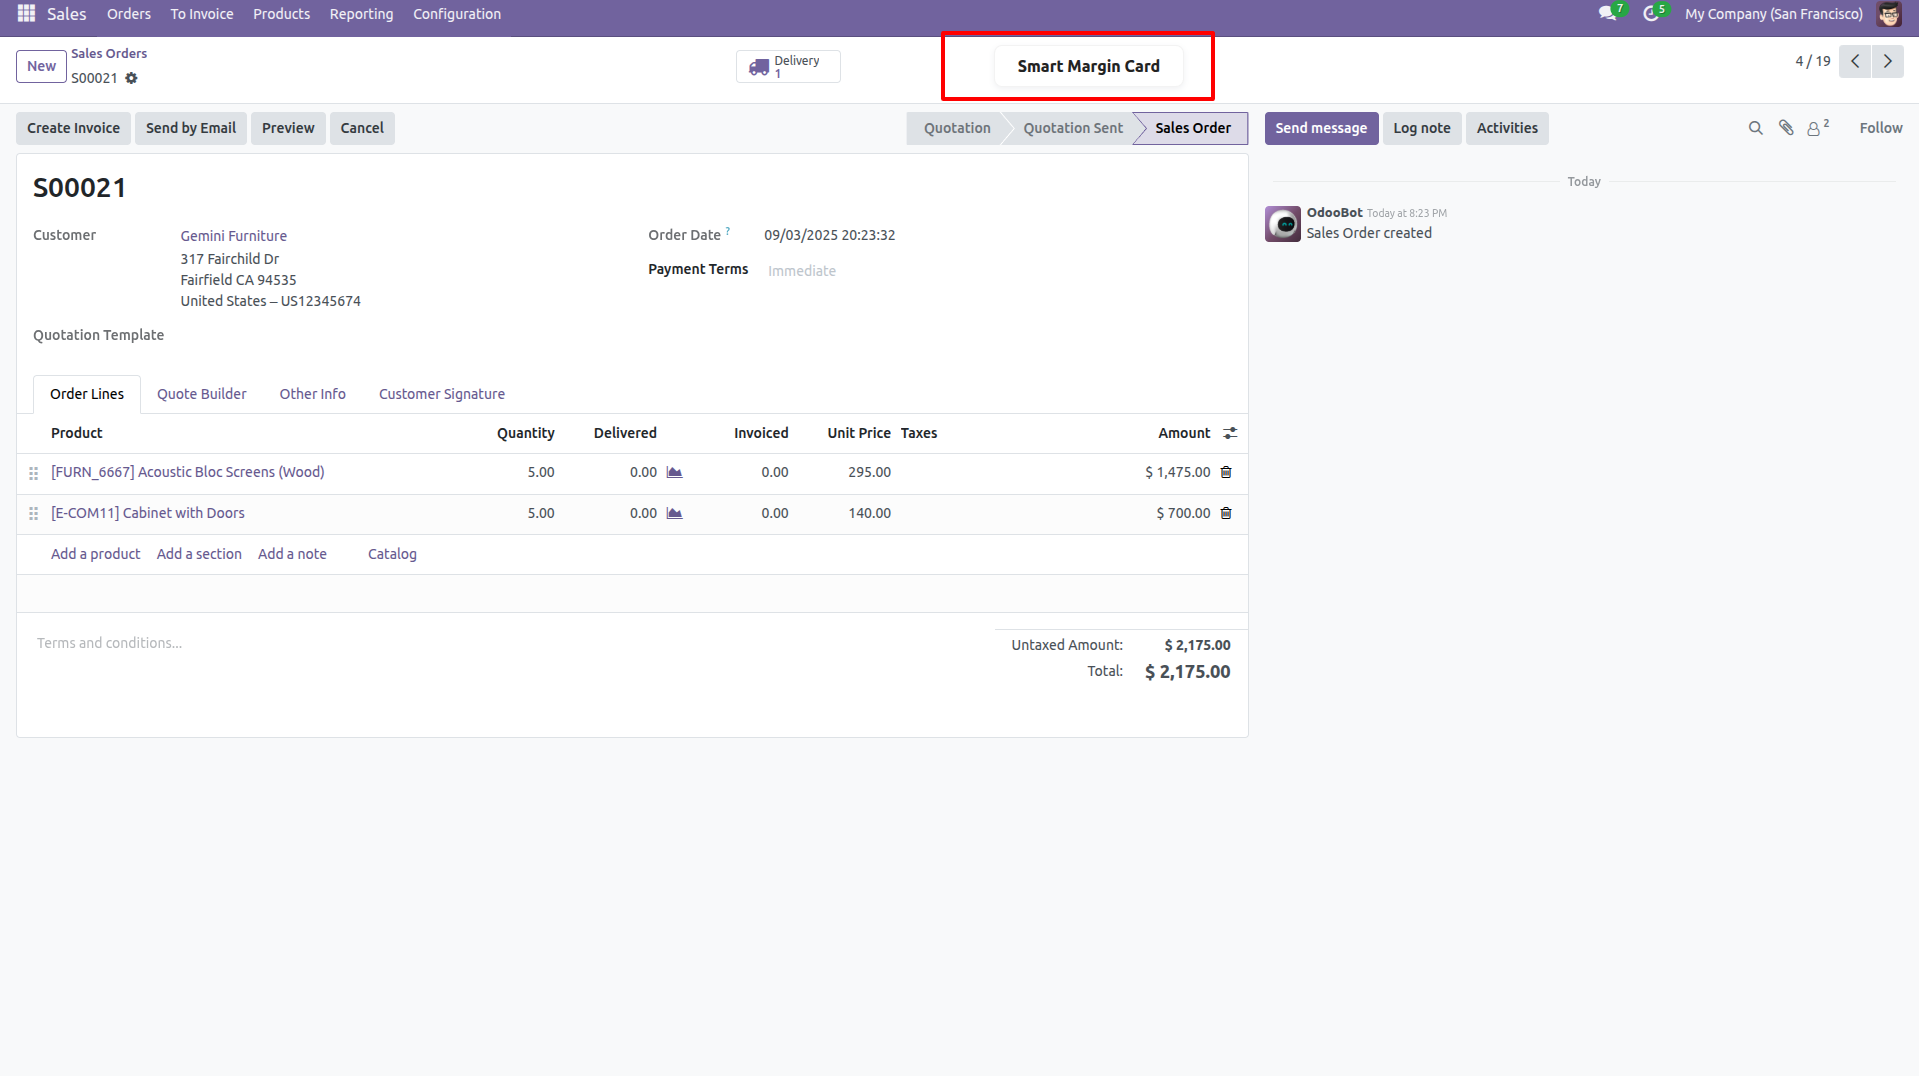 Sales Orders To Invoice Products Reporting Configuration 7 5 My Company (San Francisco)
New Sales Orders
S00021
Delivery
1
Smart Margin Card
4 / 19
Create Invoice Send by Email Preview Cancel
Quotation Quotation Sent Sales Order
Send message Log note Activities 2 Follow
S00021
Customer Gemini Furniture
317 Fairchild Dr
Fairfield CA 94535
United States – US12345674
Order Date ? 09/03/2025 20:23:32
Payment Terms Immediate
Quotation Template
Order Lines Quote Builder Other Info Customer Signature
Product Quantity Delivered Invoiced Unit Price Taxes Amount
[FURN_6667] Acoustic Bloc Screens (Wood) 5.00 0.00 0.00 295.00 $ 1,475.00
[E-COM11] Cabinet with Doors 5.00 0.00 0.00 140.00 $ 700.00
Add a product Add a section Add a note Catalog
Terms and conditions...
Untaxed Amount: $ 2,175.00
Total: $ 2,175.00
Today
OdooBot Today at 8:23 PM
Sales Order created